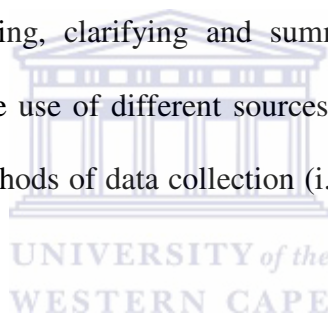 ing, clarifying and summ
e use of different sources
hods of data collection (i.
UNIVERSITY of the
WESTERN CAPE